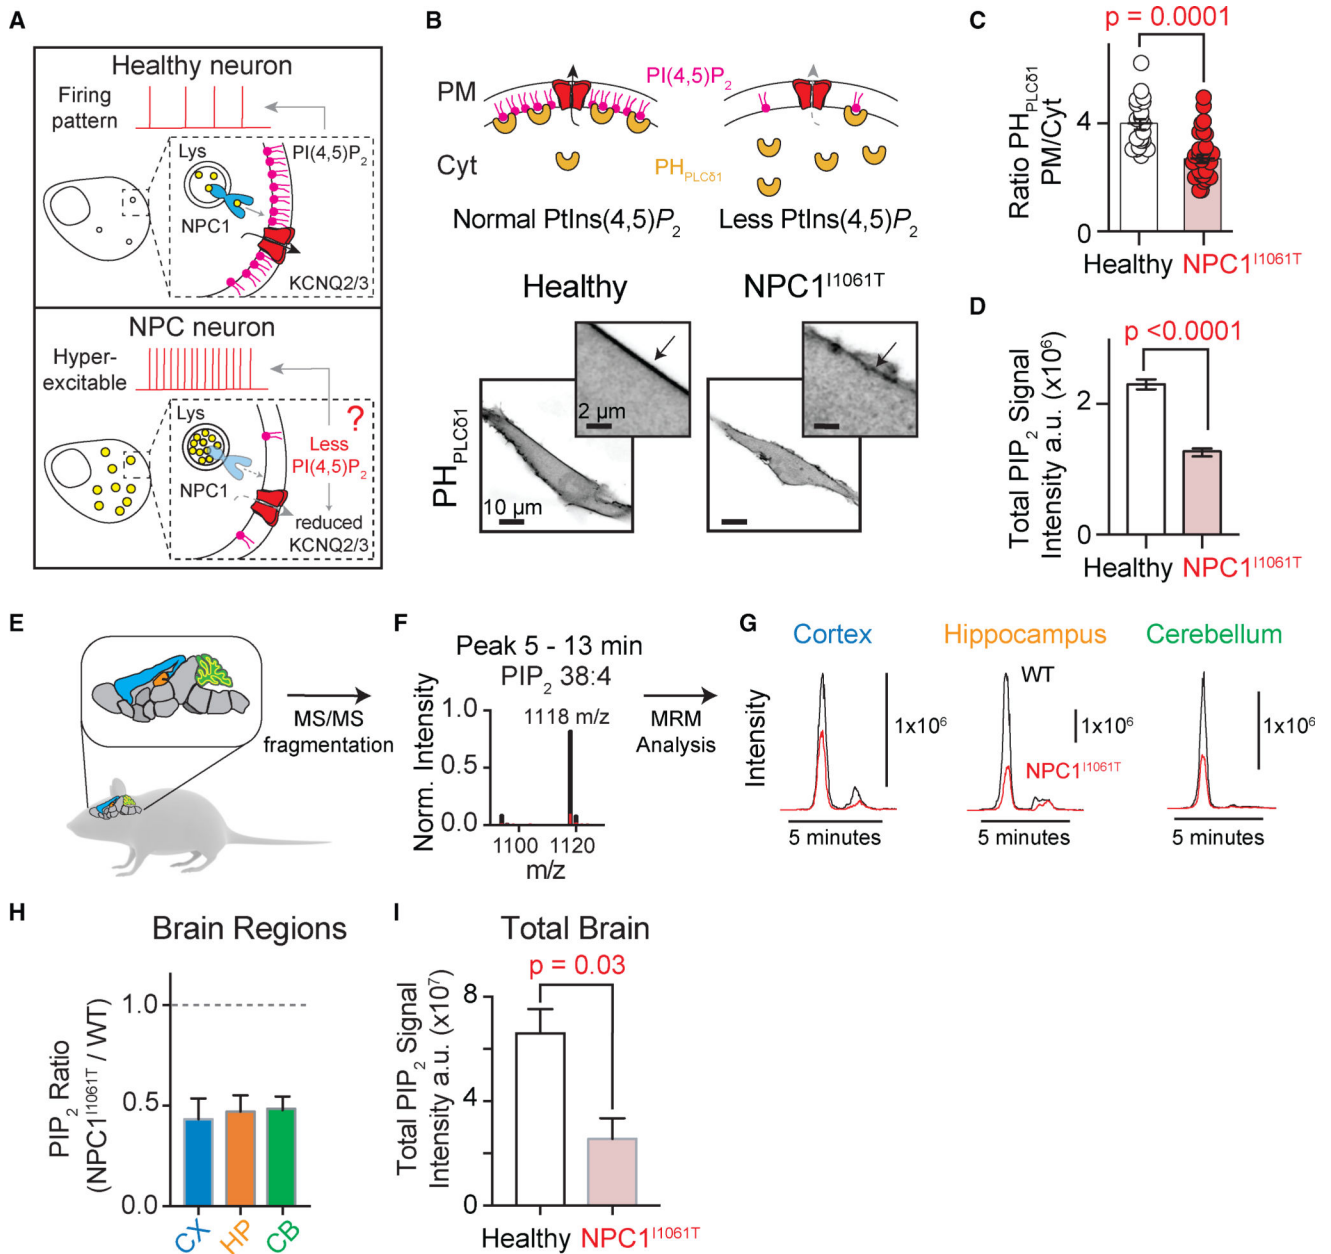 A
Healthy neuron
Firing
pattern
Lys
PI(4,5)P2
NPC1
KCNQ2/3
NPC neuron
Hyper-
excitable
Lys
?
Less
PI(4,5)P2
NPC1
reduced
KCNQ2/3
B
PM
PI(4,5)P2
Cyt
PHPLCδ1
Normal PtIns(4,5)P2
Less PtIns(4,5)P2
Healthy
NPC1I1061T
PHPLCδ1
2 µm
10 µm
C
p = 0.0001
Ratio PHPLCδ1
PM/Cyt
4
0
Healthy
NPC1I1061T
D
p <0.0001
Total PIP2 Signal
Intensity a.u. (x106)
2
0
Healthy
NPC1I1061T
E
MS/MS
fragmentation
F
Peak 5 - 13 min
PIP2 38:4
1118 m/z
Norm. Intensity
1.0
0.5
0.0
1100
1120
m/z
MRM
Analysis
G
Cortex
Hippocampus
Cerebellum
Intensity
WT
NPC1I1061T
1x106
1x106
1x106
5 minutes
5 minutes
5 minutes
H
Brain Regions
PIP2 Ratio
(NPC1I1061T / WT)
1.0
0.5
0.0
CX
HP
CB
I
Total Brain
p = 0.03
Total PIP2 Signal
Intensity a.u. (x107)
8
4
0
Healthy
NPC1I1061T